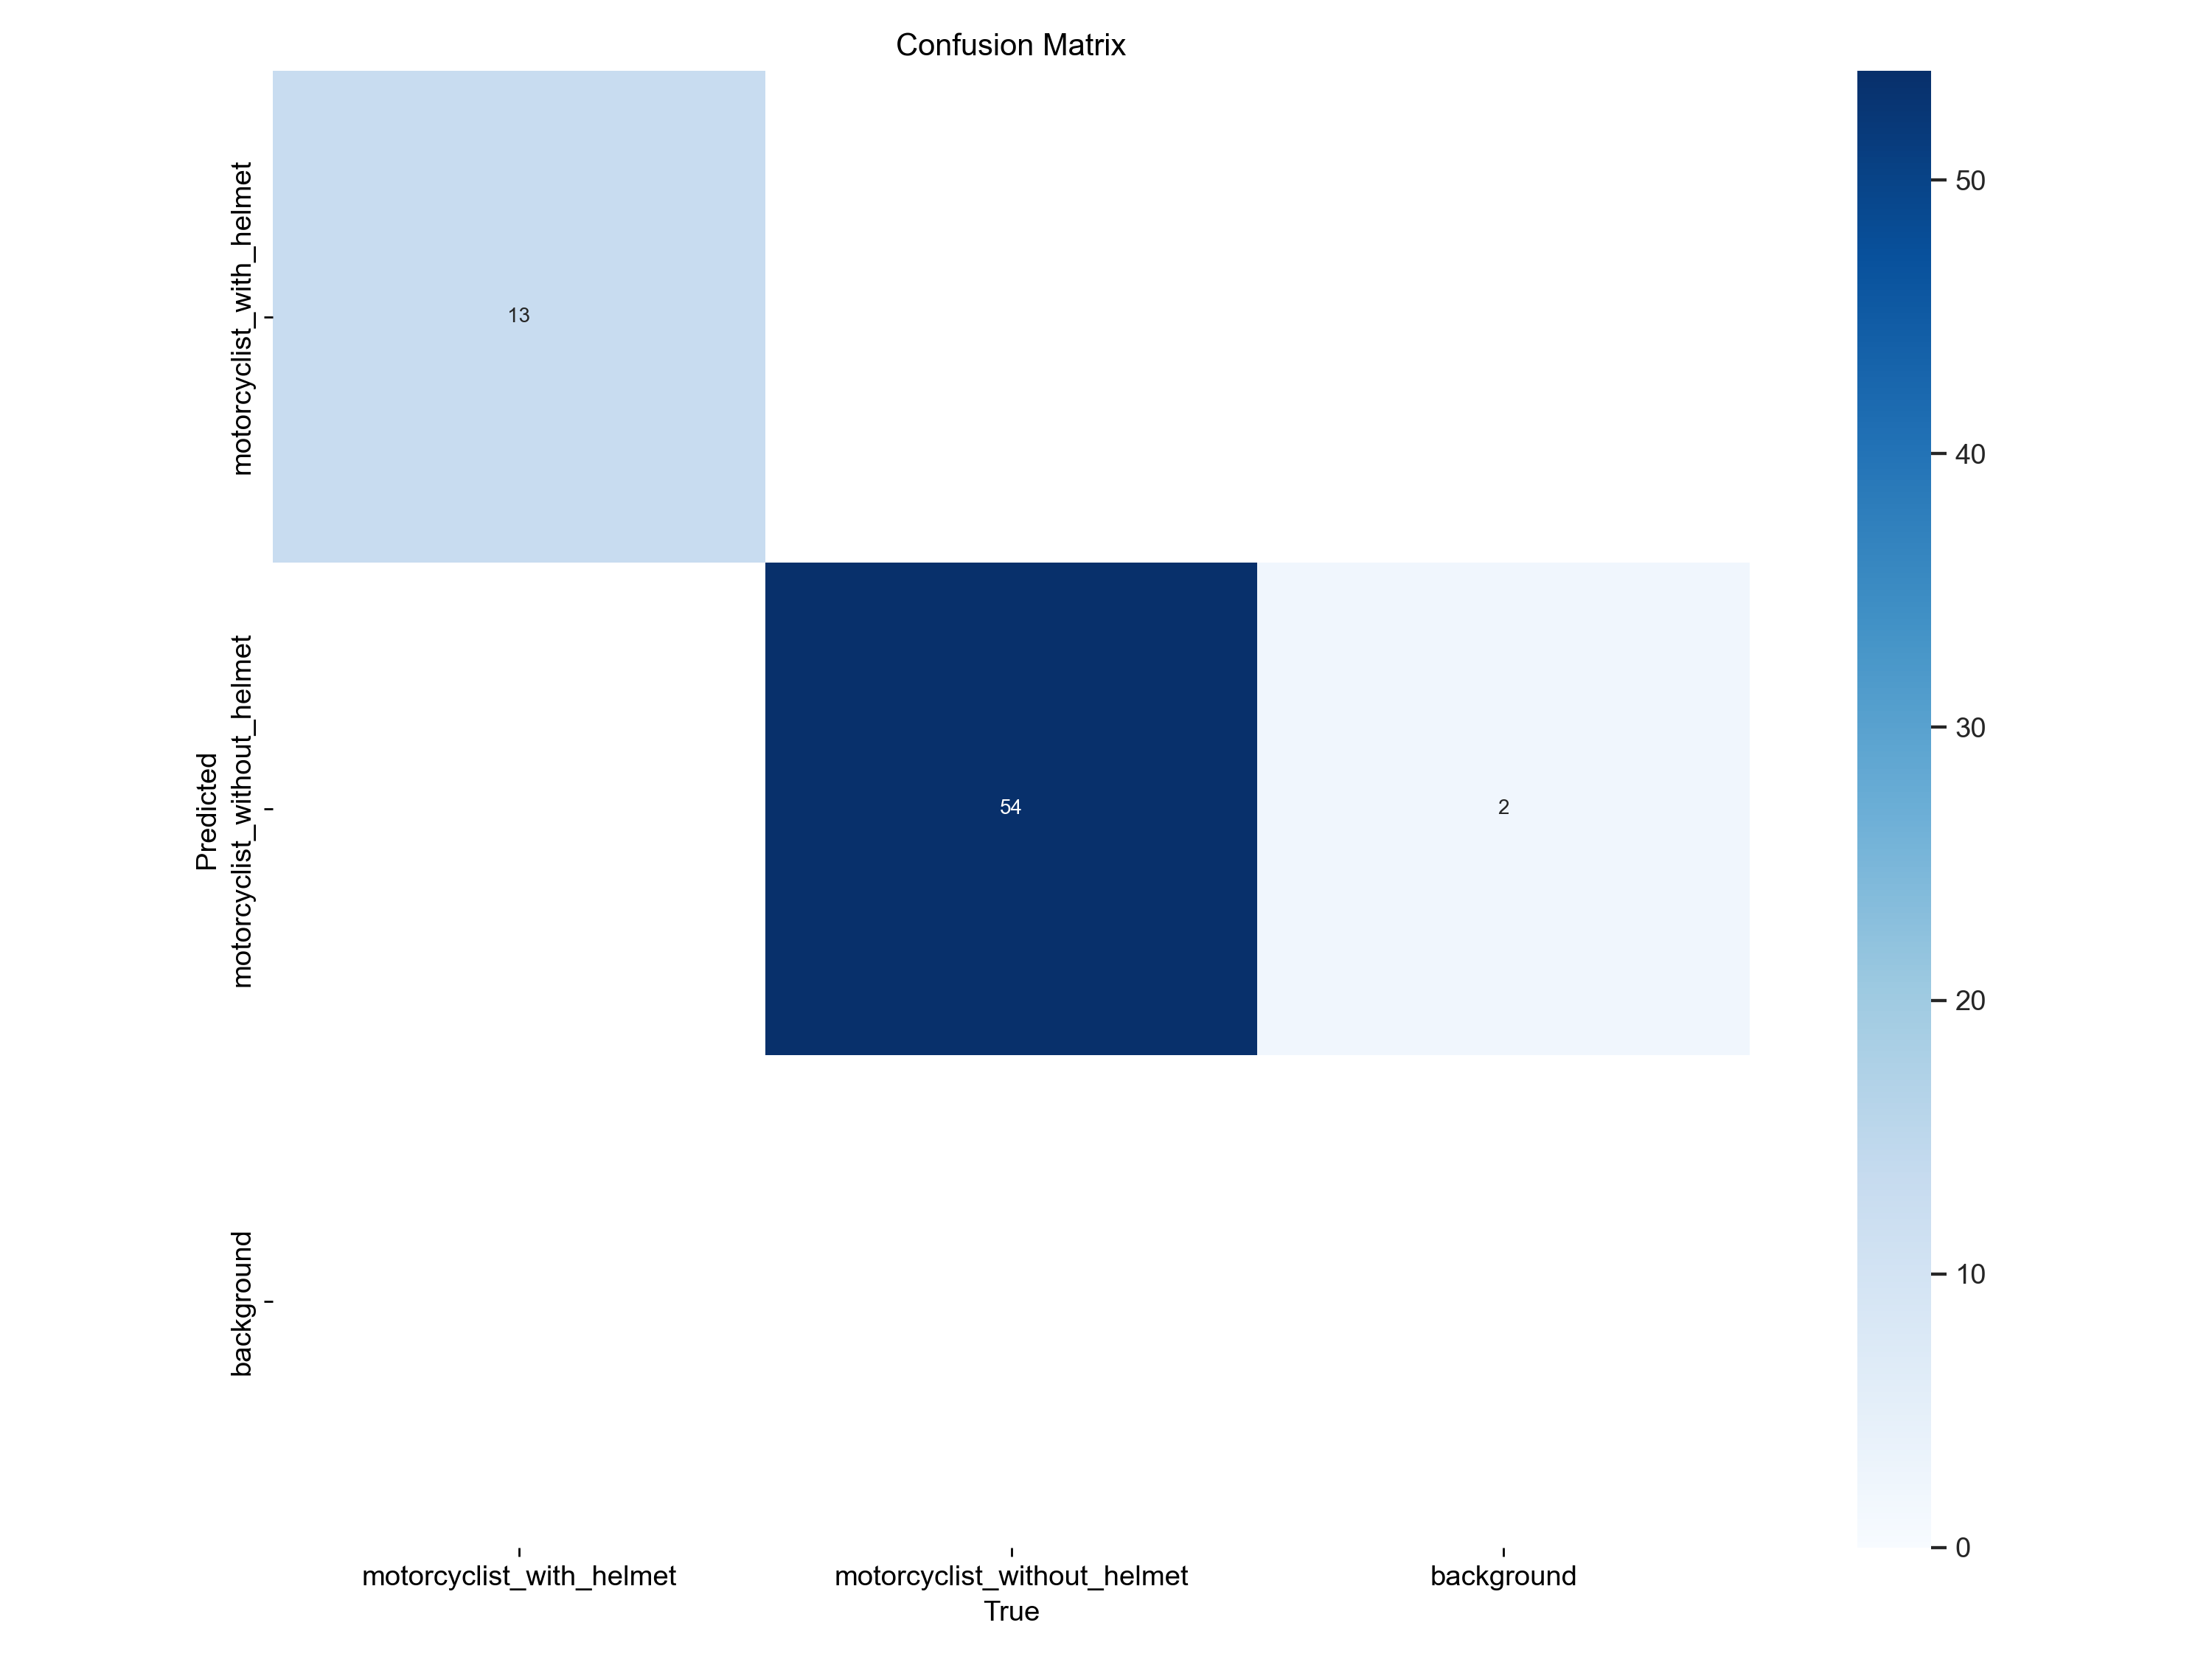 Confusion Matrix
motorcyclist_with_helmet
13
50
40
Predicted
motorcyclist_without_helmet
54
2
30
20
background
10
0
motorcyclist_with_helmet
motorcyclist_without_helmet
background
True